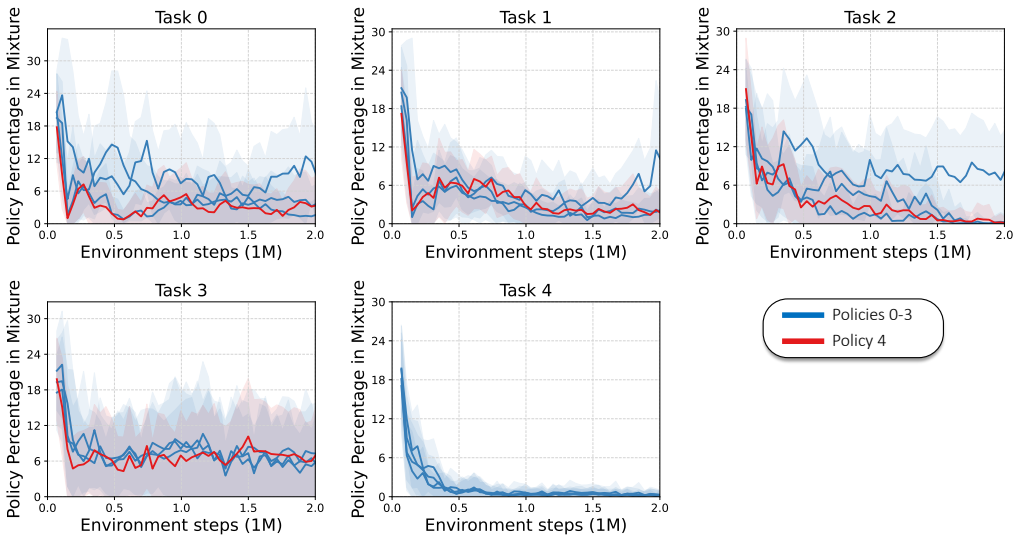 Task 0
Policy Percentage in Mixture
30
24
18
12
6
0
0.0 0.5 1.0 1.5 2.0
Environment steps (1M)
Task 1
Policy Percentage in Mixture
30
24
18
12
6
0
0.0 0.5 1.0 1.5 2.0
Environment steps (1M)
Task 2
Policy Percentage in Mixture
30
24
18
12
6
0
0.0 0.5 1.0 1.5 2.0
Environment steps (1M)
Task 3
Policy Percentage in Mixture
30
24
18
12
6
0
0.0 0.5 1.0 1.5 2.0
Environment steps (1M)
Task 4
Policy Percentage in Mixture
30
24
18
12
6
0
0.0 0.5 1.0 1.5 2.0
Environment steps (1M)
Policies 0-3
Policy 4